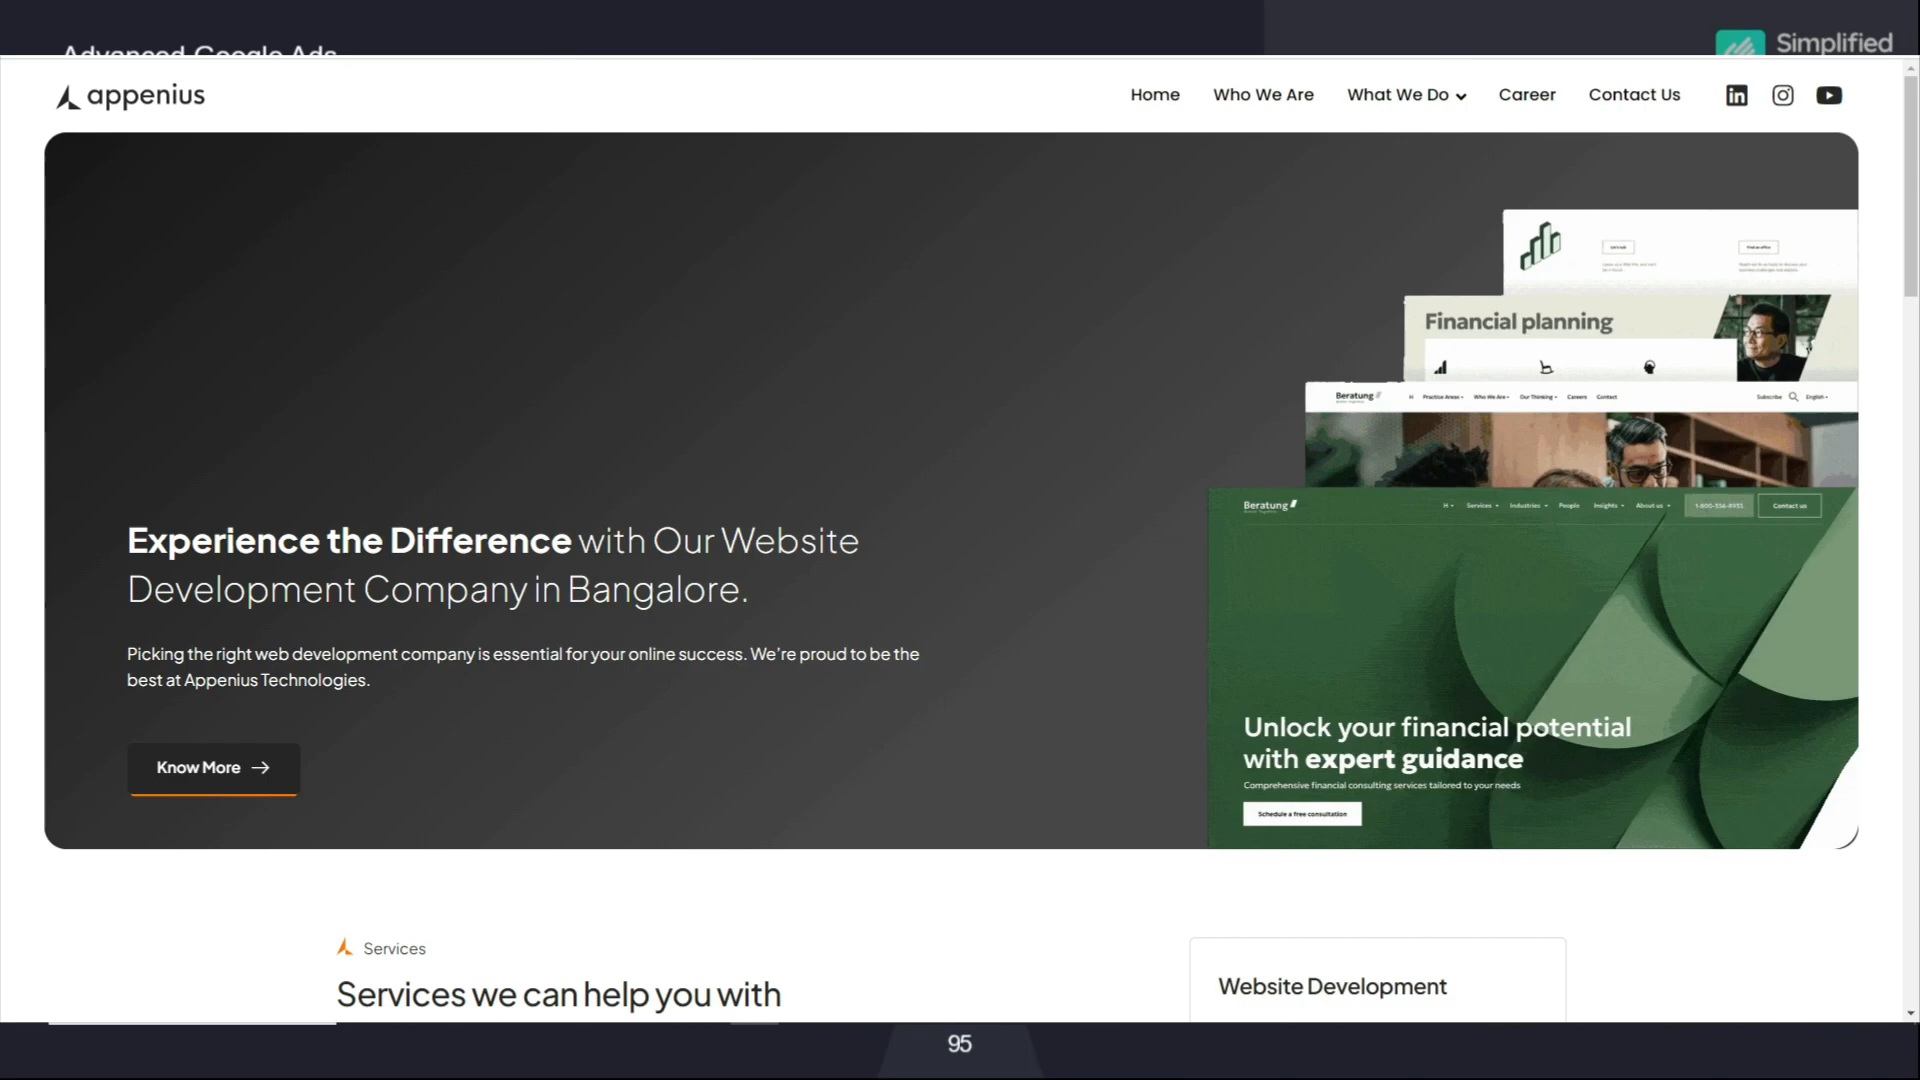 Advanced Google Ads
Simplified
appenius
Home
Who We Are
What We Do
Career
Contact Us
Financial planning
Beratung
Practice Areas
Who We Are
Our Thinking
Careers
Contact
Subscribe
English
Beratung
H
Services
Industries
People
Insights
About us
Contact us
Experience the Difference with Our Website
Development Company in Bangalore.
Picking the right web development company is essential for your online success. We're proud to be the
best at Appenius Technologies.
Know More
Unlock your financial potential
with expert guidance
Comprehensive financial consulting services tailored to your needs
Schedule a free consultation
Services
Services we can help you with
Website Development
95